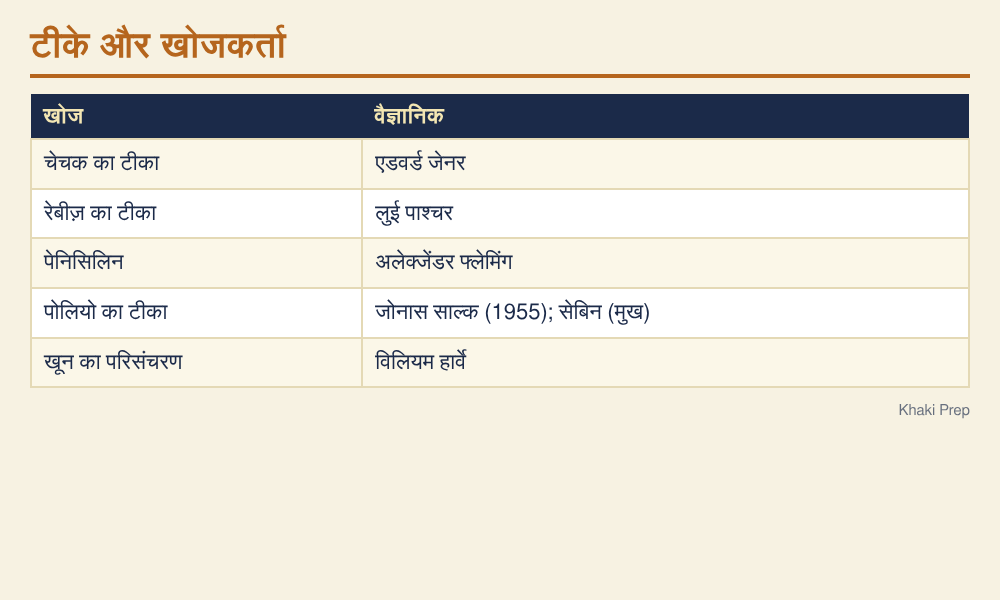 टीके और खोजकर्ता
खोज वैज्ञानिक
चेचक का टीका एडवर्ड जेनर
रेबीज़ का टीका लुई पाश्चर
पेनिसिलिन अलेक्जेंडर फ्लेमिंग
पोलियो का टीका जोनास साल्क (1955); सेबिन (मुख)
खून का परिसंचरण विलियम हार्वे
Khaki Prep